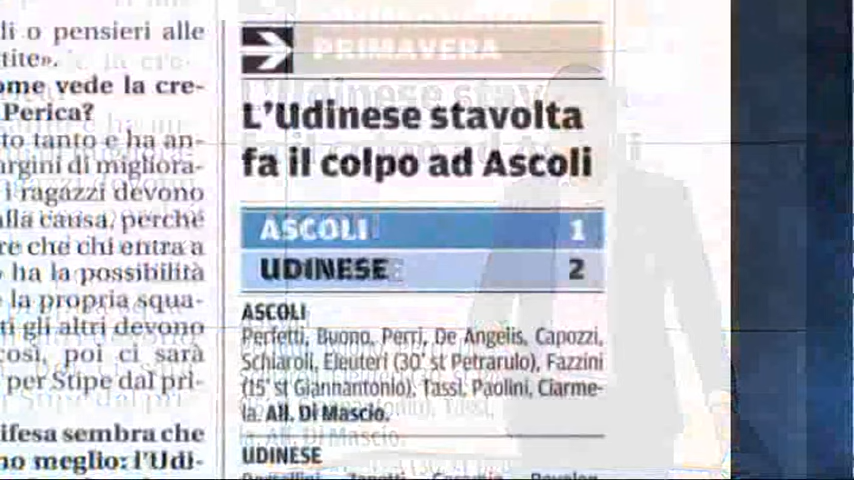 li o pensieri alle
tite».
ome vede la cre-
Perica?
to tanto e ha an-
argini di migliora-
i ragazzi devono
alla causa, perché
re che chi entra a
ha la possibilità
la propria squa-
ti gli altri devono
così, poi ci sarà
per Stipe dal pri-
ifesa sembra che
no meglio: l'Udi-
PRIMAVERA
L'Udinese stavolta
fa il colpo ad Ascoli
ASCOLI 1
UDINESE 2
ASCOLI
Perfetti, Buono, Perri, De Angelis, Capozzi,
Schiaroli, Eleuteri (30' st Petrarulo), Fazzini
(15' st Giannantonio), Tassi, Paolini, Ciarme-
la. All. Di Mascio.
UDINESE